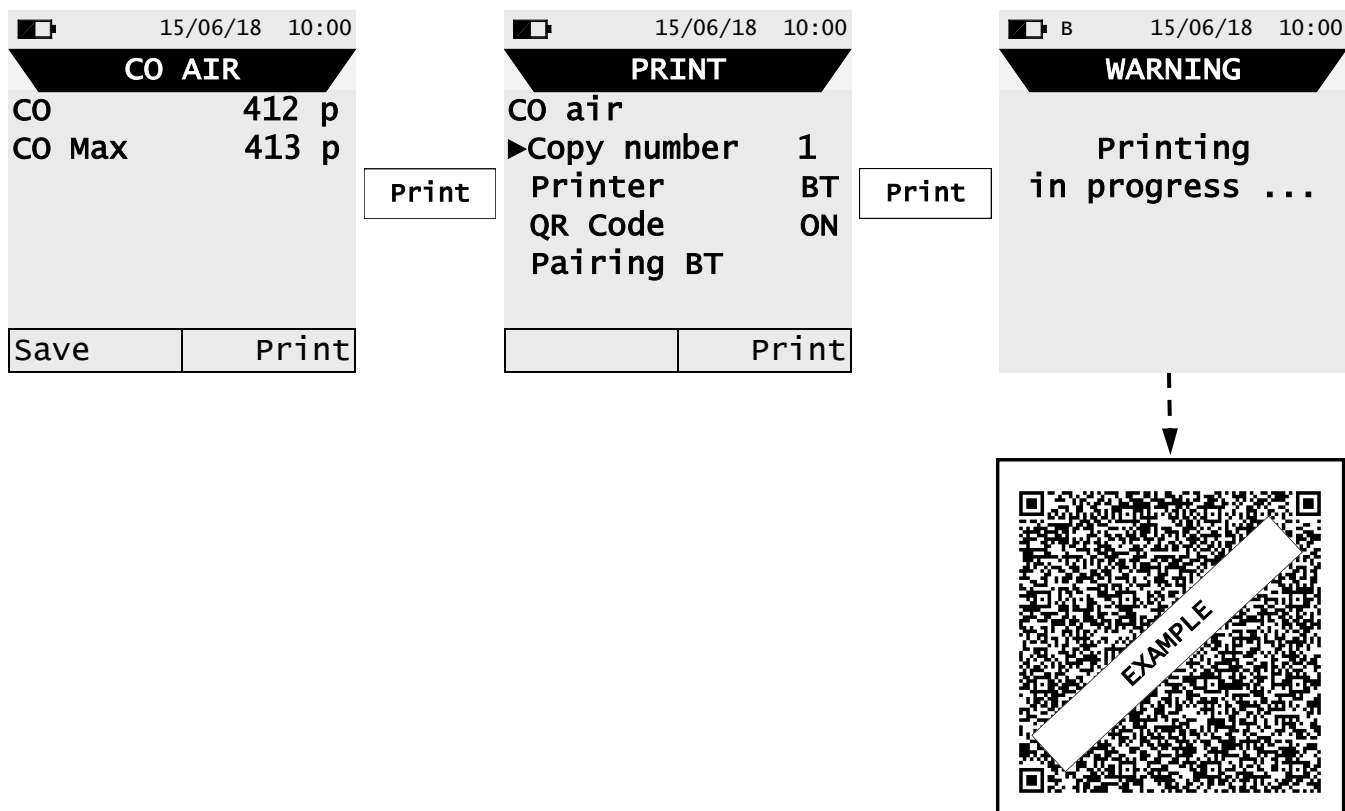 15/06/18 10:00
CO AIR
CO 412 p
CO Max 413 p
Save Print
Print
15/06/18 10:00
PRINT
CO air
►Copy number 1
Printer BT
QR Code ON
Pairing BT
Print
Print
B 15/06/18 10:00
WARNING
Printing
in progress ...
EXAMPLE